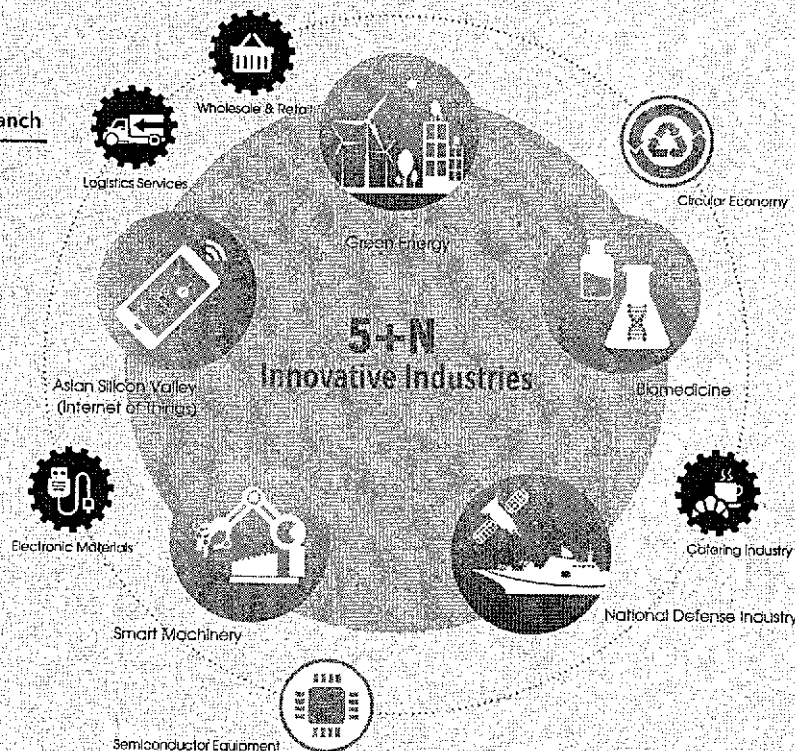 Wholesale & Retail
anch
Logistics Services
Circular Economy
Green Energy
5+N
Innovative Industries
Asian Silicon Valley
(Internet of Things)
Biomedicine
Electronic Materials
Catering Industry
Smart Machinery
National Defense Industry
Semiconductor Equipment